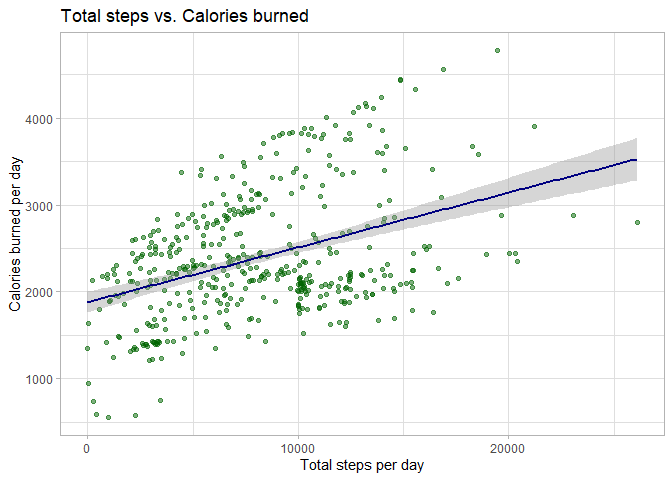 Total steps vs. Calories burned
Calories burned per day
4000
3000
2000
1000
0
10000
20000
Total steps per day